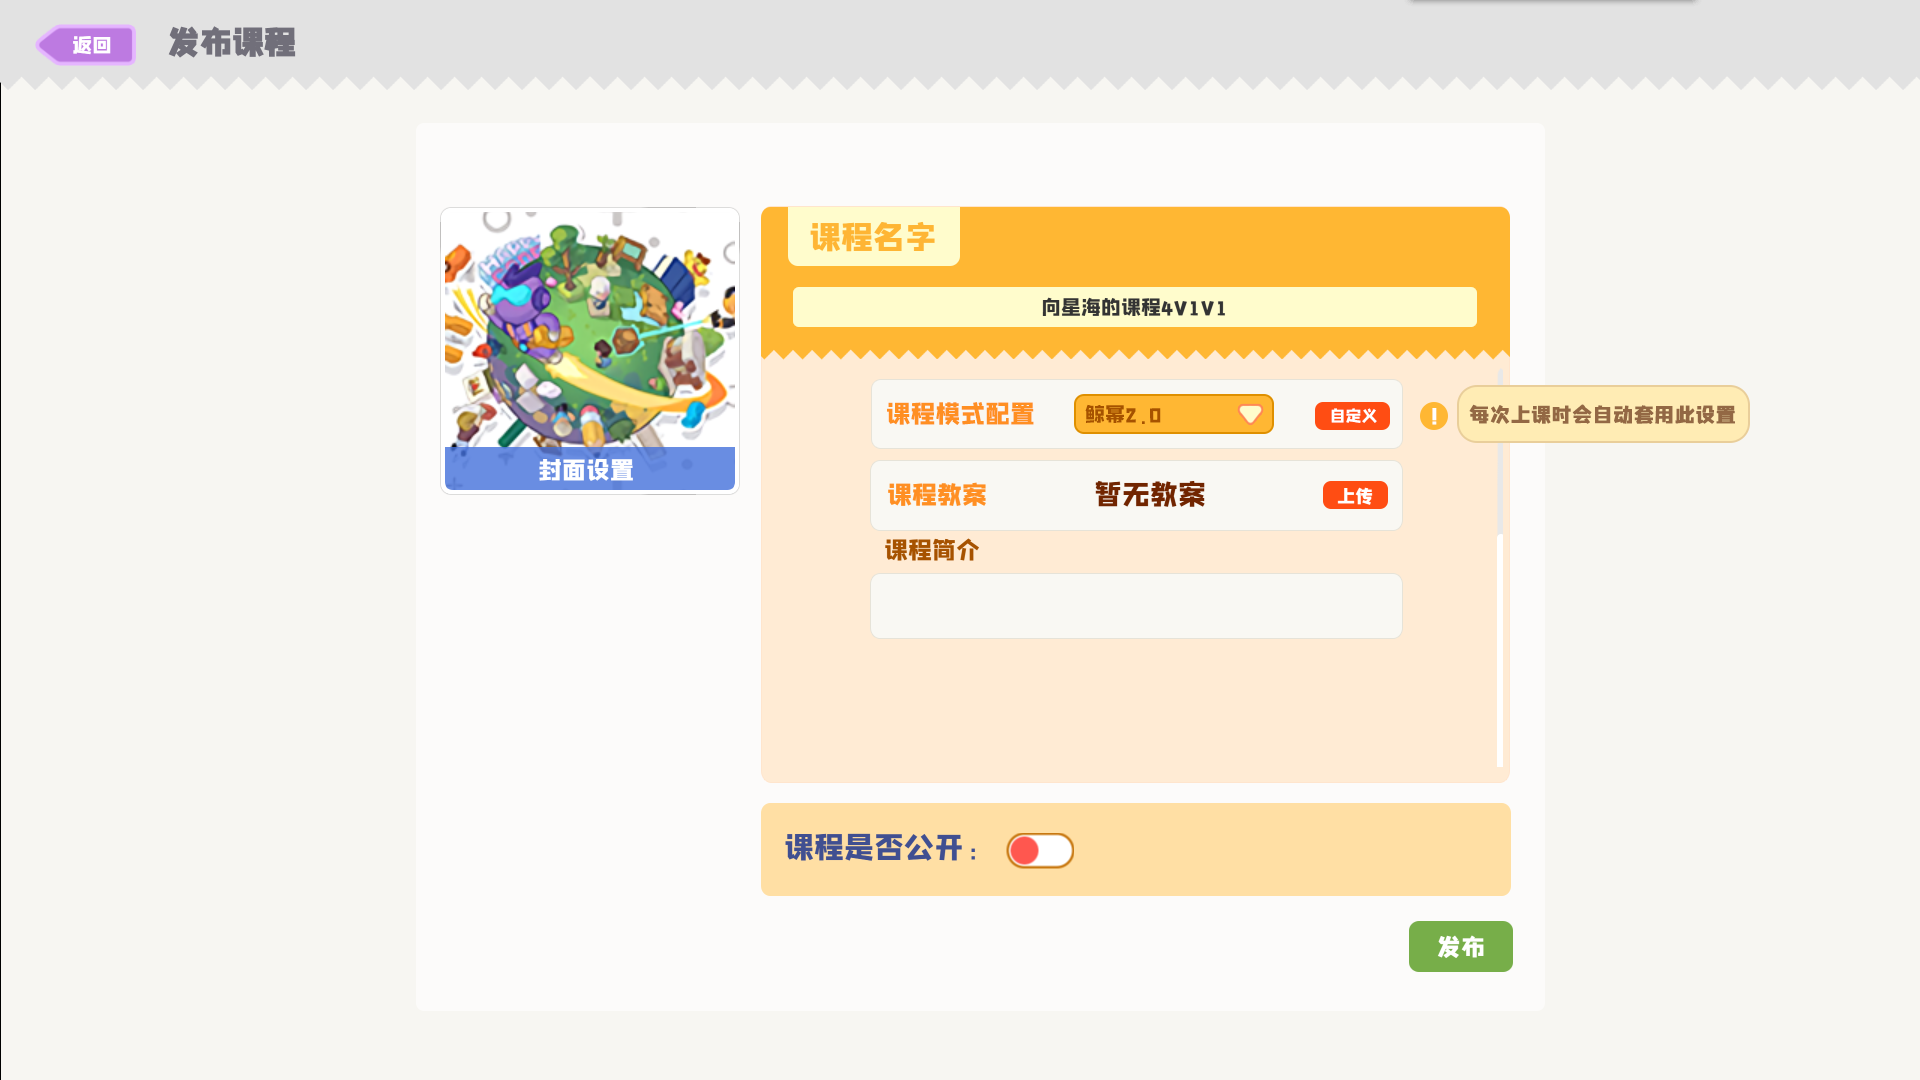 返回
发布课程
封面设置
课程名字
向星海的课程4V1V1
课程模式配置
鲸幂2.0
自定义
!
每次上课时会自动套用此设置
课程教案
暂无教案
上传
课程简介
课程是否公开：
发布